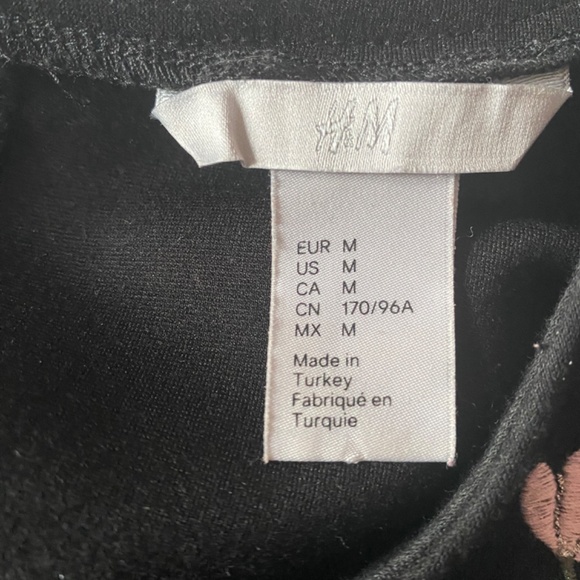 H&M
EUR M
US M
CA M
CN 170/96A
MX M
Made in
Turkey
Fabriqué en
Turquie